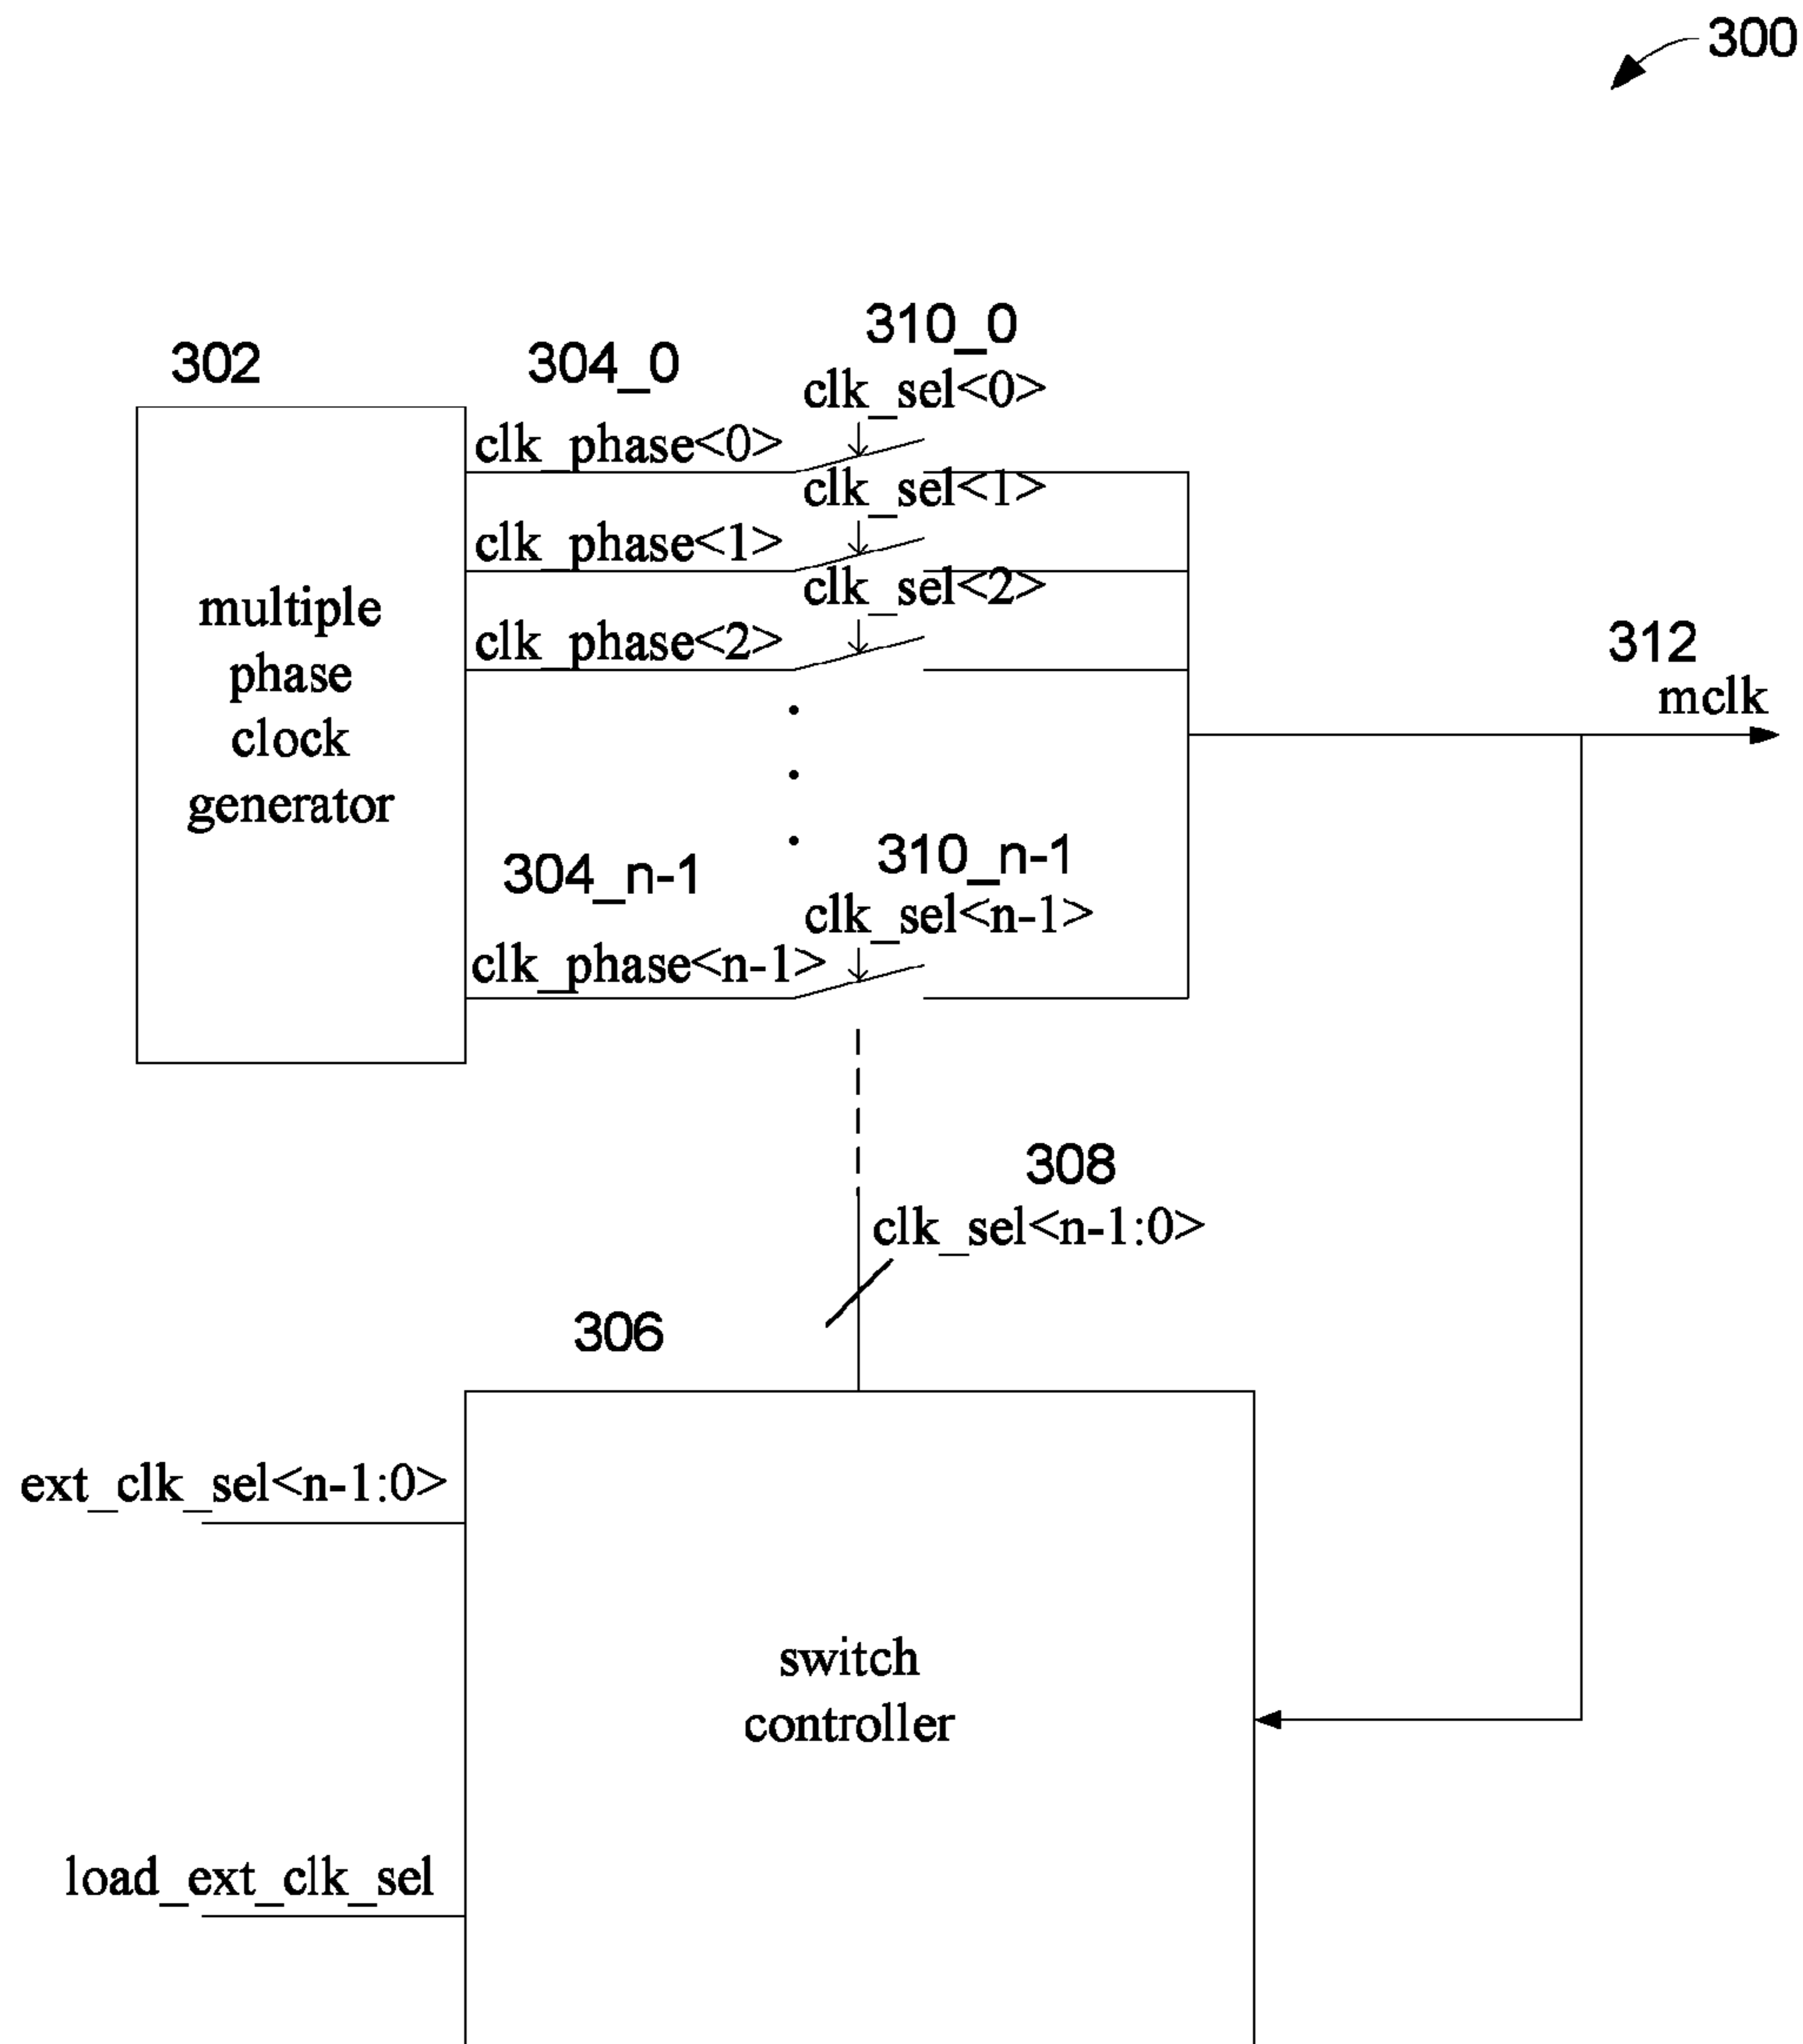 300
310_0
302
304_0
clk_sel<0>
clk_phase<0>
clk_sel<1>
clk_phase<1>
clk_sel<2>
clk_phase<2>
multiple
phase
clock
generator
312
mclk
304_n-1
310_n-1
clk_sel<n-1>
clk_phase<n-1>
308
clk_sel<n-1:0>
306
ext_clk_sel<n-1:0>
switch
controller
load_ext_clk_sel